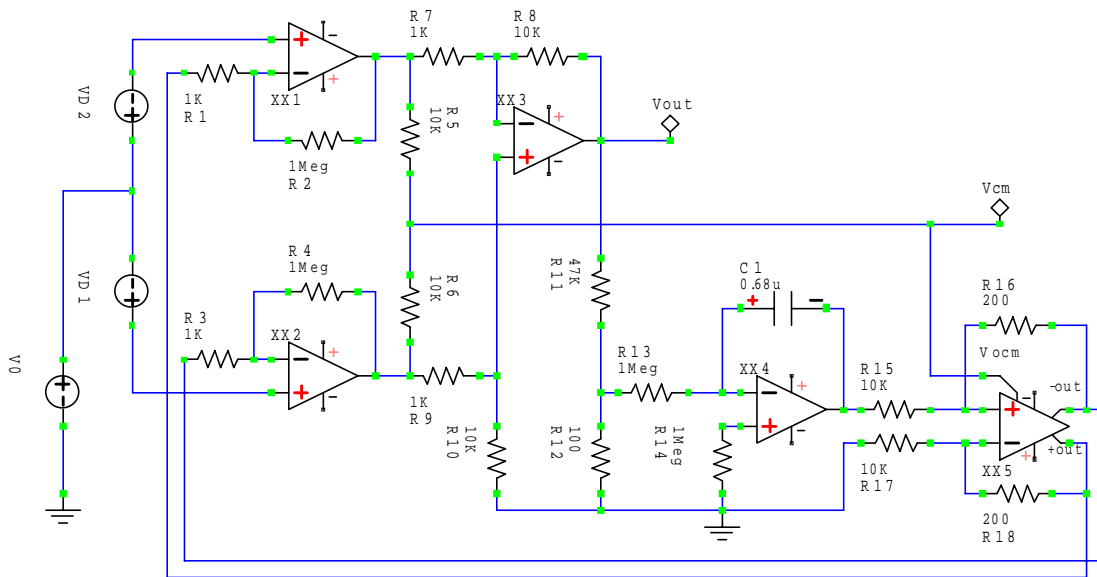 R7
1K
R8
10K
VD2
1K
R1
XX1
1Meg
R2
R5
10K
XX3
Vout
Vcm
VD1
R4
1Meg
R6
10K
R3
1K
XX2
1K
R9
V0
R10
10K
47K
R11
R12
100
R13
1Meg
C1
0.68u
XX4
1Meg
R14
R15
10K
10K
R17
R16
200
Vocm
-out
+out
XX5
200
R18